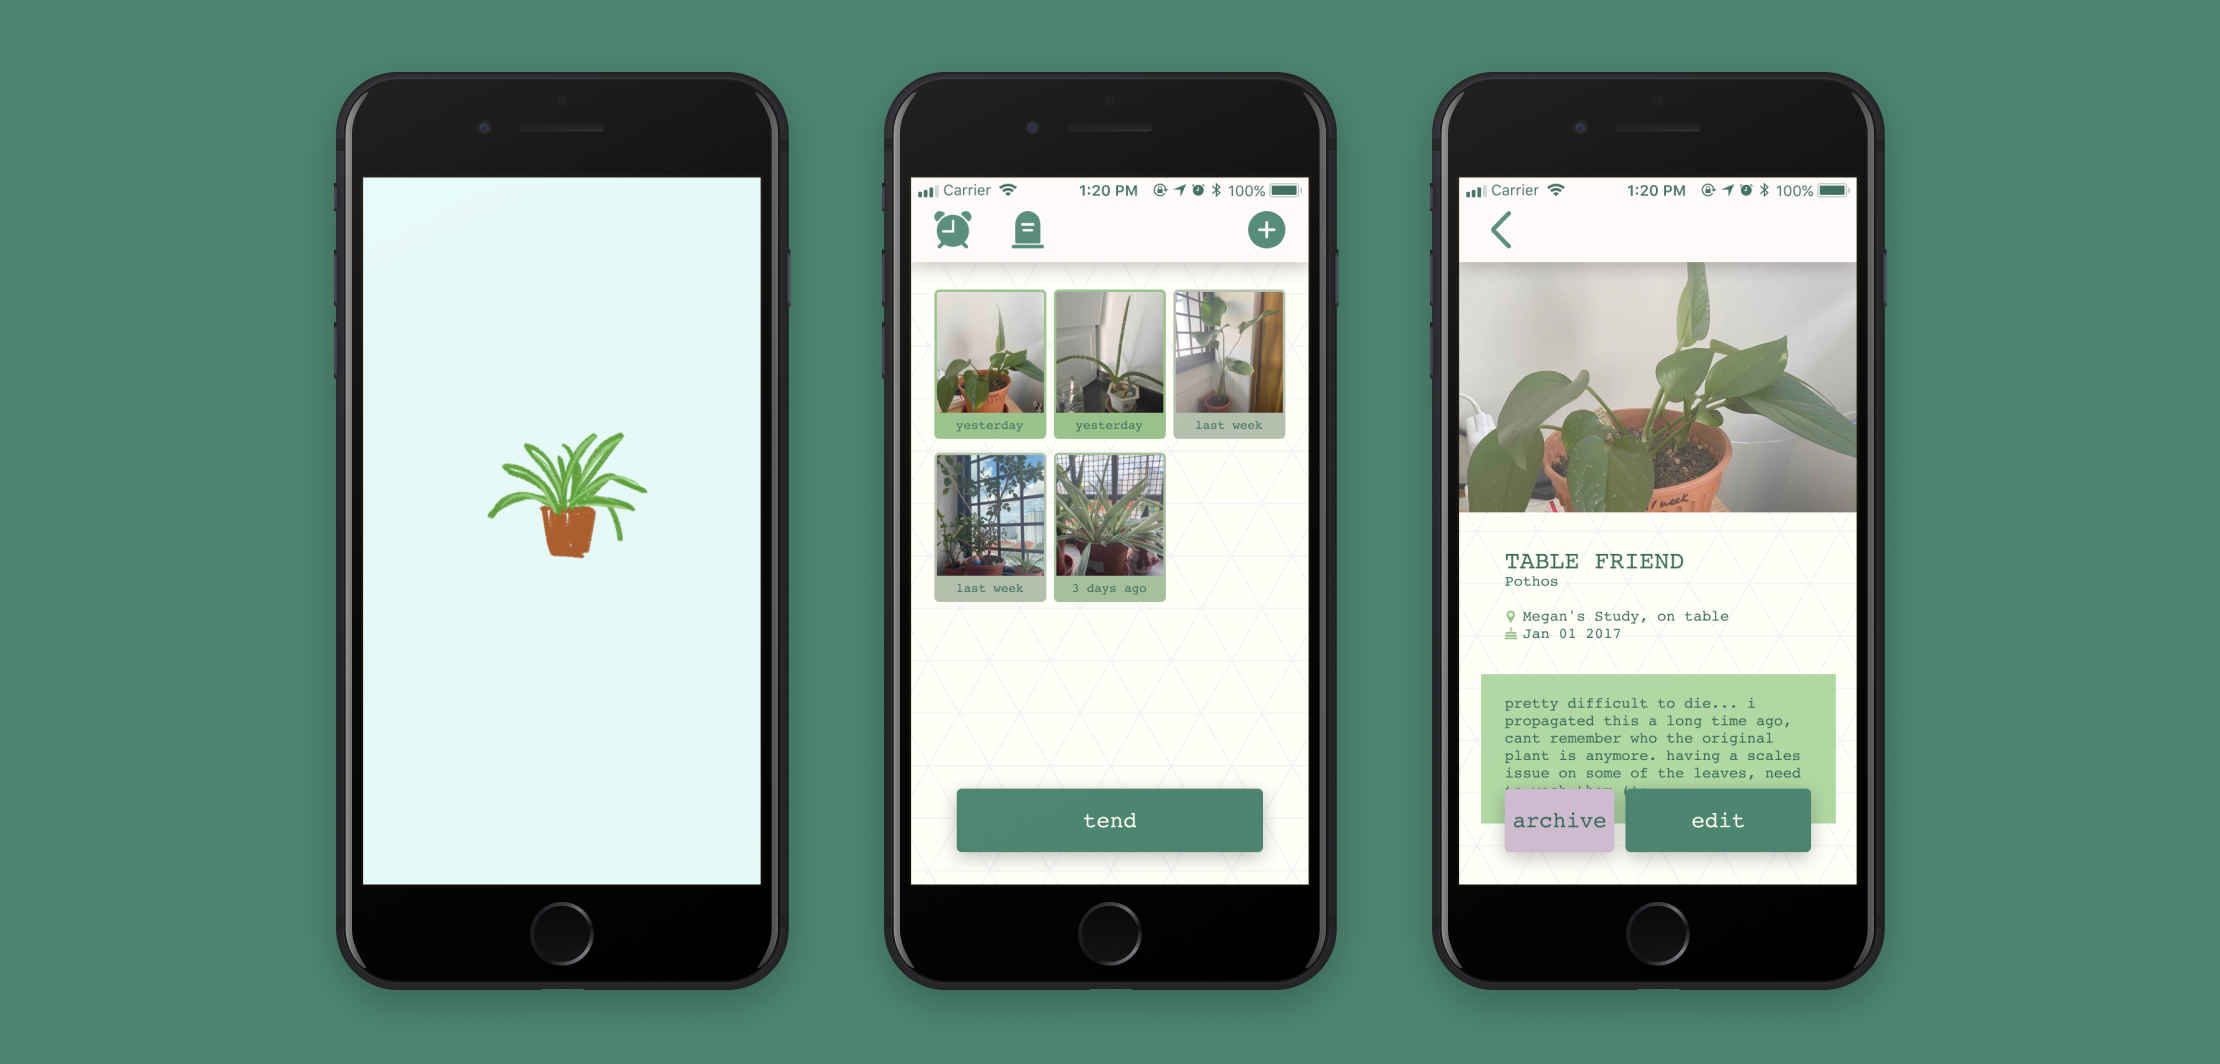 Carrier 1:20 PM 100%
yesterday
yesterday
last week
last week
3 days ago
tend
Carrier 1:20 PM 100%
week
TABLE FRIEND
Pothos
Megan's Study, on table
Jan 01 2017
pretty difficult to die... i
propagated this a long time ago,
cant remember who the original
plant is anymore. having a scales
issue on some of the leaves, need
archive
edit